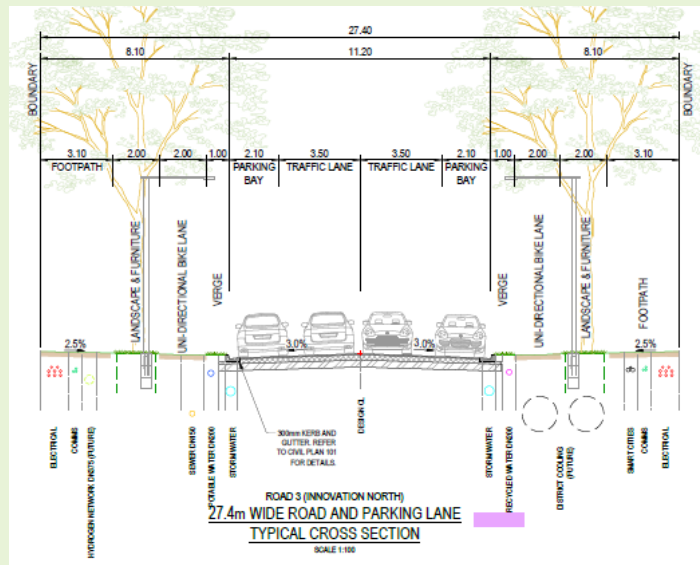 27.40
8.10 11.20 8.10
BOUNDARY
BOUNDARY
3.10 2.00 2.00 1.00 2.10 3.50 3.50 2.10 1.00 2.00 2.00 3.10
FOOTPATH
PARKING BAY
TRAFFIC LANE
TRAFFIC LANE
PARKING BAY
LANDSCAPE & FURNITURE
UNI-DIRECTIONAL BIKE LANE
VERGE
VERGE
UNI-DIRECTIONAL BIKE LANE
LANDSCAPE & FURNITURE
FOOTPATH
2.5% 3.0% 3.0% 2.5%
ELECTRICAL
COMMS
HYDROGEN NETWORK DN375 (FUTURE)
SEWER DN150
POTABLE WATER DN200
STORMWATER
300mm KERB AND
GUTTER. REFER
TO CIVIL PLAN 101
FOR DETAILS.
DESIGN CL
STORMWATER
RECYCLED WATER DN200
DISTRICT COOLING
(FUTURE)
SMART CITIES
COMMS
ELECTRICAL
ROAD 3 (INNOVATION NORTH)
27.4m WIDE ROAD AND PARKING LANE
TYPICAL CROSS SECTION
SCALE 1:100